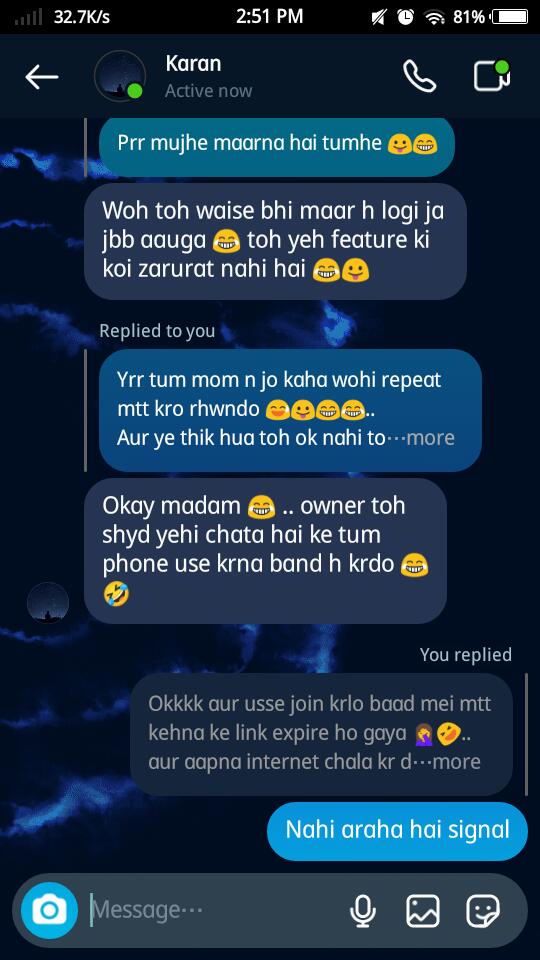 32.7K/s
2:51 PM
81%
Karan
Active now
Prr mujhe maarna hai tumhe 😛😂
Woh toh waise bhi maar h logi ja
jbb aauga 😂 toh yeh feature ki
koi zarurat nahi hai 😂😛
Replied to you
Yrr tum mom n jo kaha wohi repeat
mtt kro rhwndo 😄😛😂😂..
Aur ye thik hua toh ok nahi to···more
Okay madam 😂 .. owner toh
shyd yehi chata hai ke tum
phone use krna band h krdo 😂
🤣
You replied
Okkkk aur usse join krlo baad mei mtt
kehna ke link expire ho gaya 🤦‍♀️🤣..
aur aapna internet chala kr d···more
Nahi araha hai signal
Message···